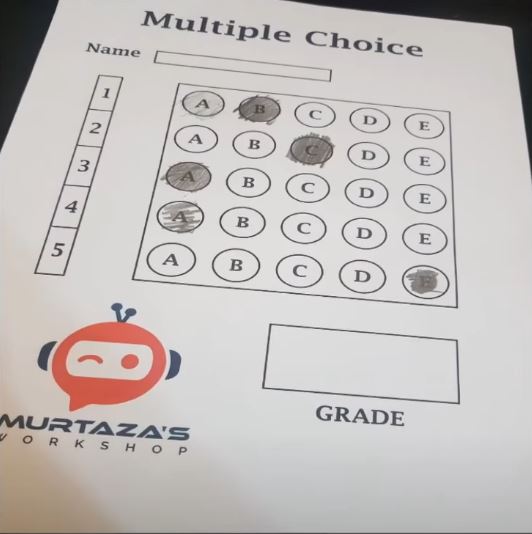 Multiple Choice
Name
1 A B C D E
2 A B C D E
3 A B C D E
4 A B C D E
5 A B C D E
GRADE
MURTAZA'S
WORKSHOP